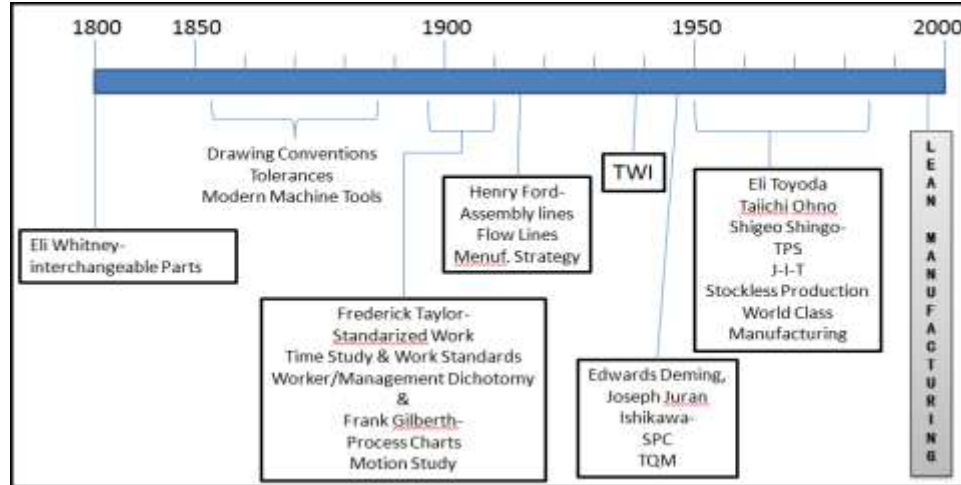 1800 1850 1900 1950 2000
Drawing Conventions
Tolerances
Modern Machine Tools
Eli Whitney-
interchangeable Parts
Frederick Taylor-
Standarized Work
Time Study & Work Standards
Worker/Management Dichotomy
&
Frank Gilberth-
Process Charts
Motion Study
Henry Ford-
Assembly lines
Flow Lines
Menuf. Strategy
TWI
Edwards Deming,
Joseph Juran
Ishikawa-
SPC
TQM
Eli Toyoda
Taiichi Ohno
Shigeo Shingo-
TPS
J-I-T
Stockless Production
World Class
Manufacturing
LEAN MANUFACTURING